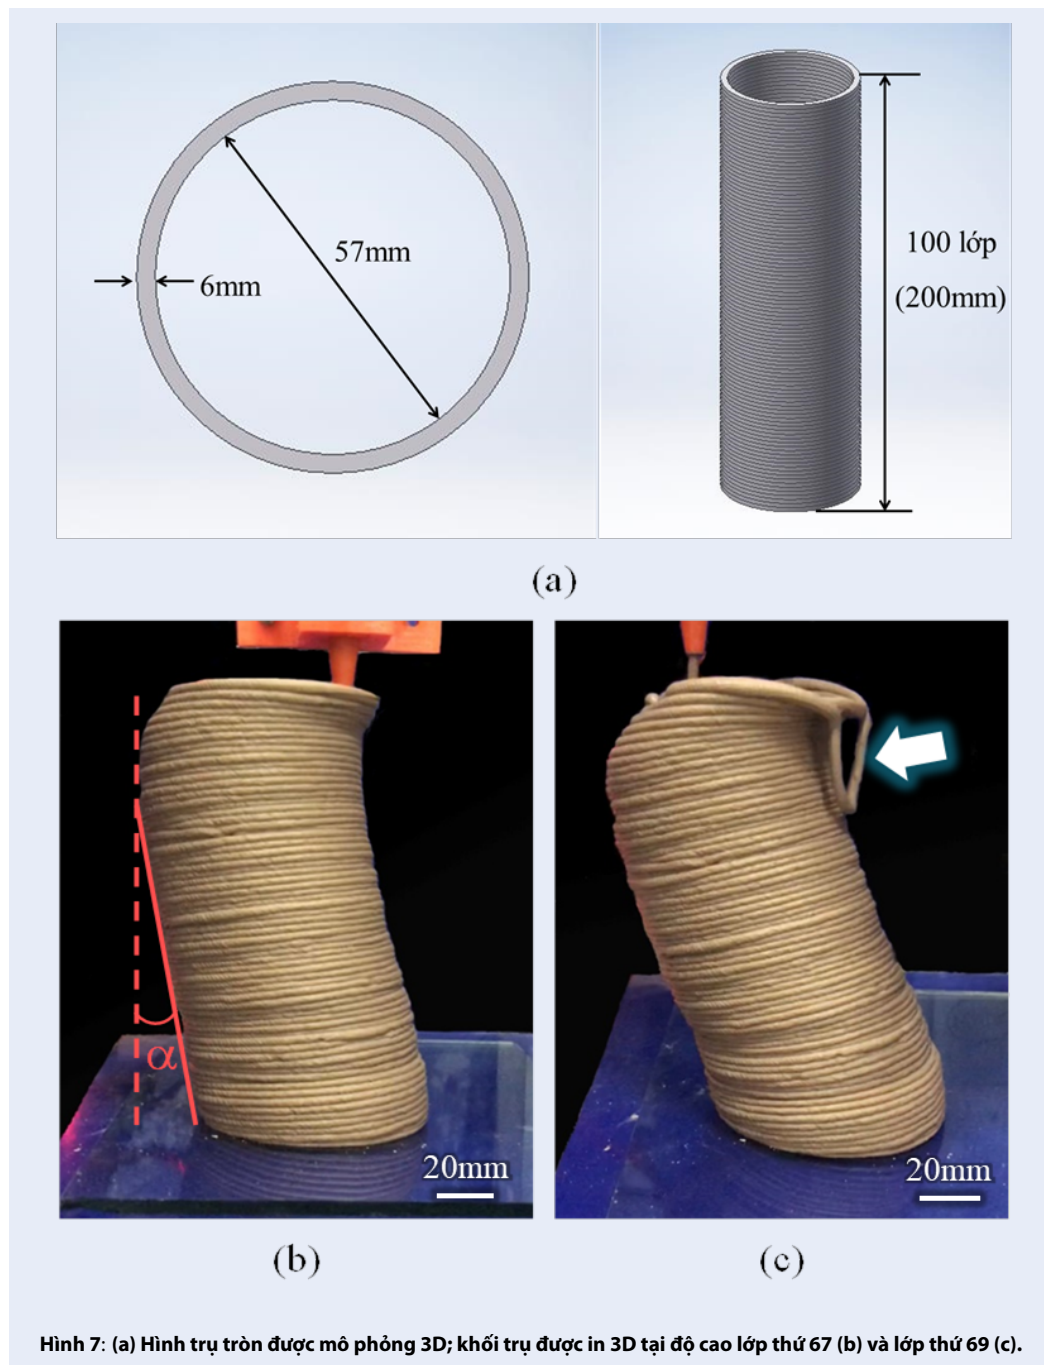 57mm
6mm
100 lớp
(200mm)
(a)
α
20mm
20mm
(b)
(c)
Hình 7: (a) Hình trụ tròn được mô phỏng 3D; khối trụ được in 3D tại độ cao lớp thứ 67 (b) và lớp thứ 69 (c).